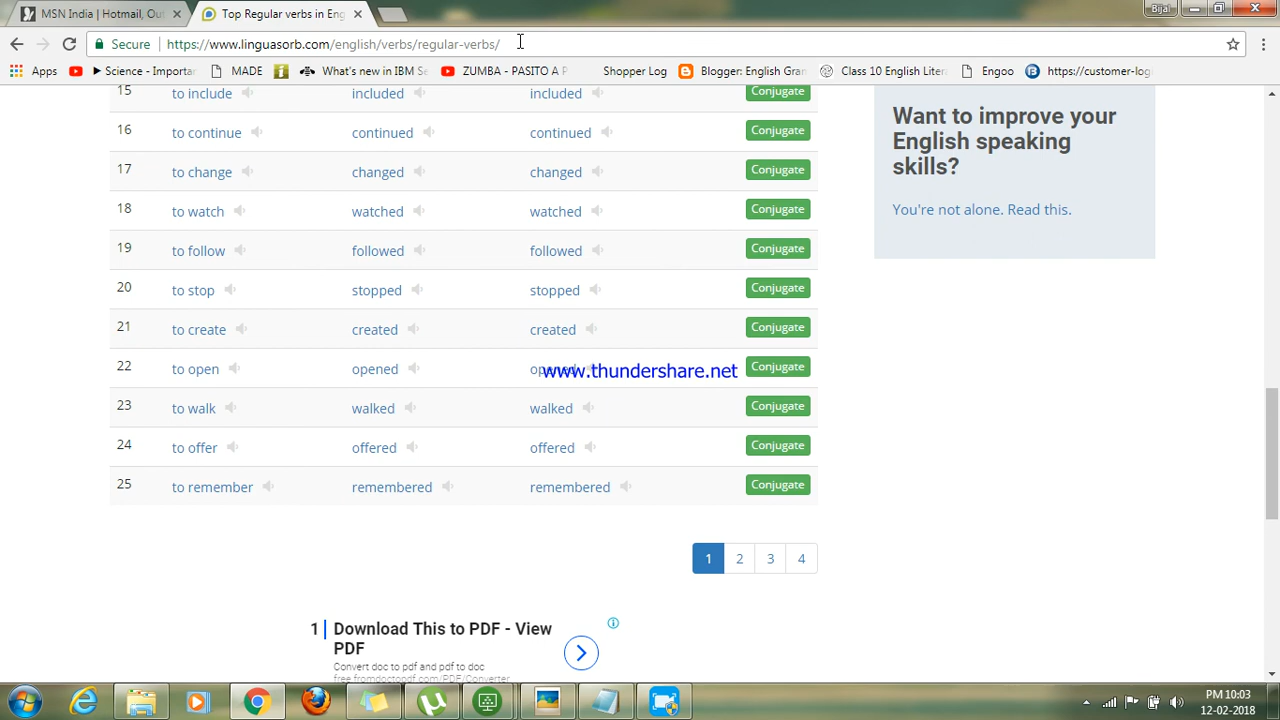 MSN India | Hotmail, Out
Top Regular verbs in Eng
Bijal
Secure
https://www.linguasorb.com/english/verbs/regular-verbs/
Apps
Science - Importa
MADE
What's new in IBM S
ZUMBA - PASITO A P
Shopper Log
Blogger: English Gra
Class 10 English Liter
Engoo
https://customer-log
15 to include included included Conjugate
16 to continue continued continued Conjugate
17 to change changed changed Conjugate
18 to watch watched watched Conjugate
19 to follow followed followed Conjugate
20 to stop stopped stopped Conjugate
21 to create created created Conjugate
22 to open opened Conjugate
www.thundershare.net
23 to walk walked walked Conjugate
24 to offer offered offered Conjugate
25 to remember remembered remembered Conjugate
1 2 3 4
Want to improve your
English speaking
skills?
You're not alone. Read this.
1 Download This to PDF - View
PDF
Convert doc to pdf and pdf to doc
free.fromdoctopdf.com/PDF/Converter
PM 10:03
12-02-2018